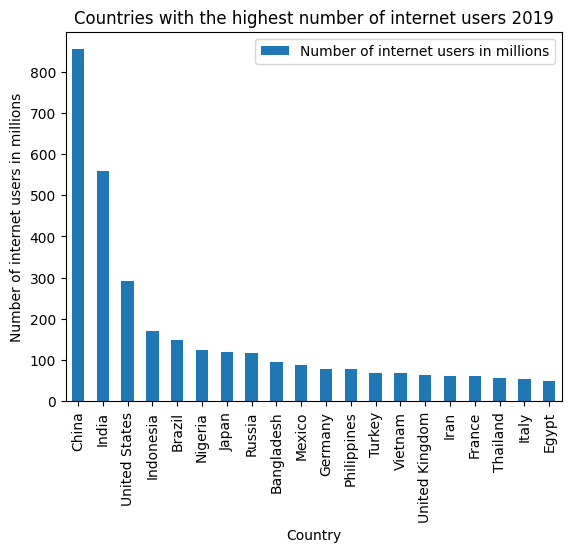 Countries with the highest number of internet users 2019
Number of internet users in millions
Number of internet users in millions
800
700
600
500
400
300
200
100
0
China
India
United States
Indonesia
Brazil
Nigeria
Japan
Russia
Bangladesh
Mexico
Germany
Philippines
Turkey
Vietnam
United Kingdom
Iran
France
Thailand
Italy
Egypt
Country